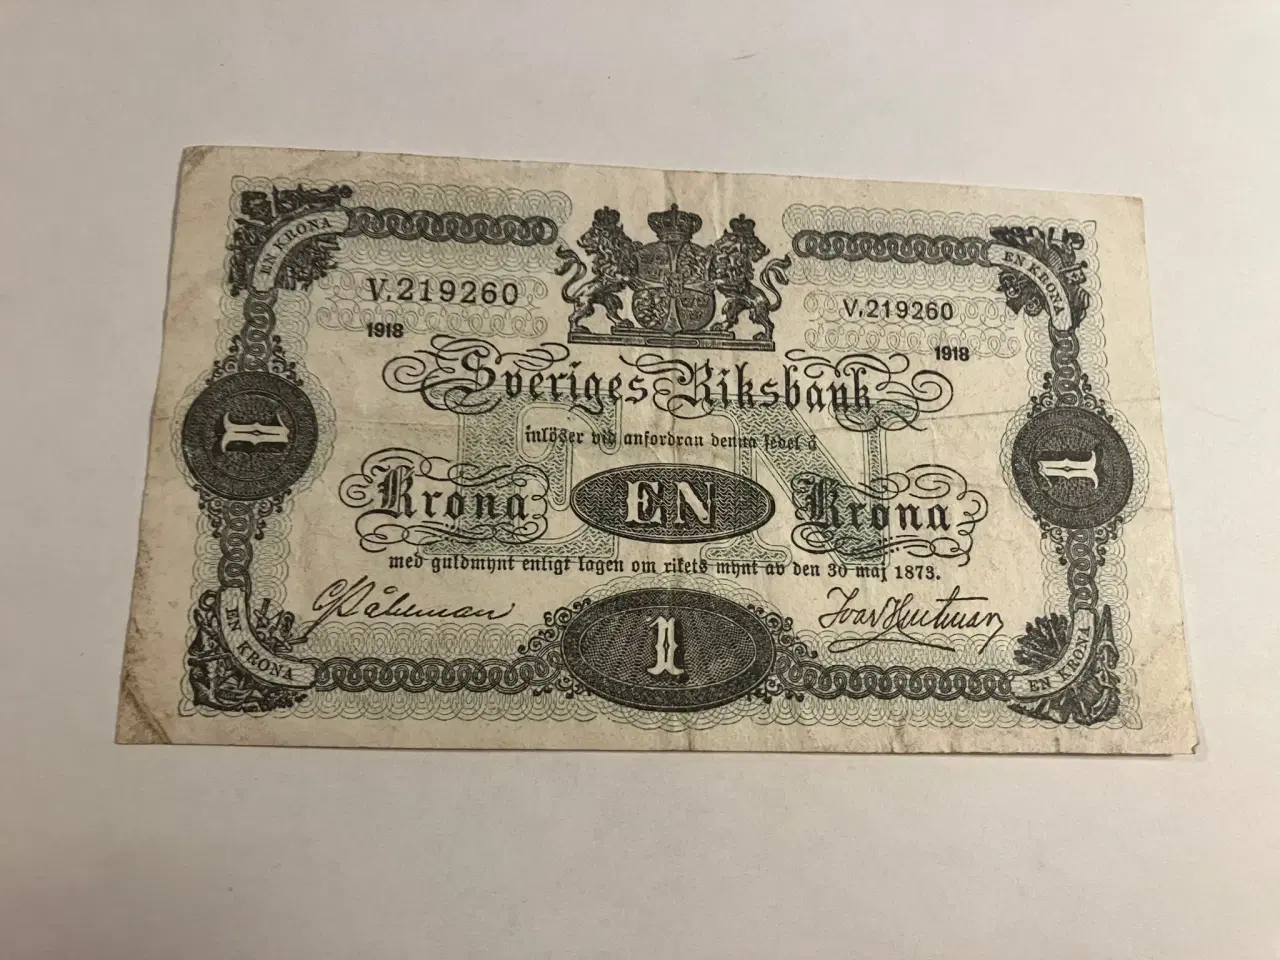 EN KRONA
EN KRONA
V.219260
V.219260
1918
1918
Sveriges Riksbank
inlöser vid anfordran denna sedel å
1
1
Krona EN Krona
med guldmynt enligt lagen om rikets mynt av den 30 maj 1873.
1
EN KRONA
EN KRONA